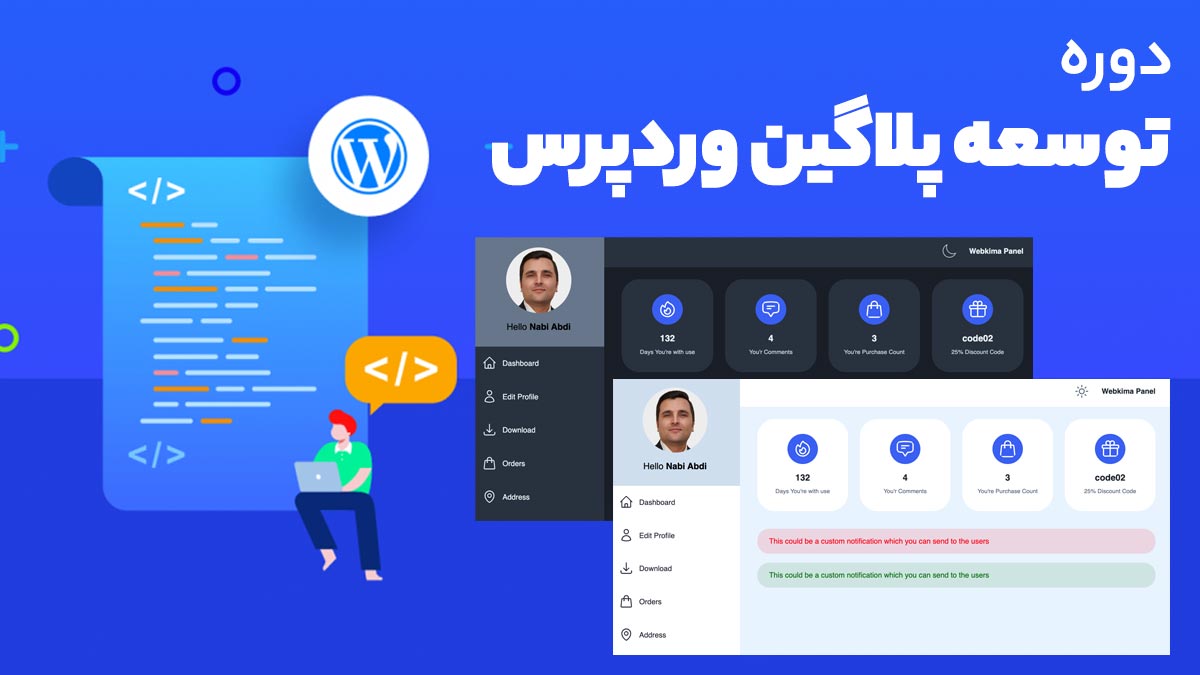 دوره
توسعه پلاگین وردپرس
</>
</>
</>
Webkima Panel
Hello Nabi Abdi
132
Days You're with use
4
You'r Comments
3
You're Purchase Count
code02
25% Discount Code
Dashboard
Edit Profile
Download
Orders
Address
Webkima Panel
Hello Nabi Abdi
132
Days You're with use
4
You'r Comments
3
You're Purchase Count
code02
25% Discount Code
Dashboard
Edit Profile
Download
Orders
Address
This could be a custom notification which you can send to the users
This could be a custom notification which you can send to the users